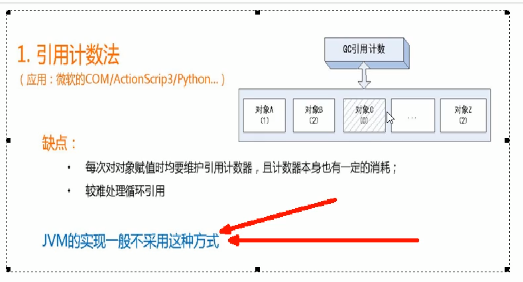 1. 引用计数法
（应用：微软的COM/ActionScrip3/Python...）
GC引用计数
对象A
(1)
对象B
(2)
对象C
(0)
...
对象Z
(2)
缺点：
• 每次对对象赋值时均要维护引用计数器，且计数器本身也有一定的消耗；
• 较难处理循环引用
JVM的实现一般不采用这种方式